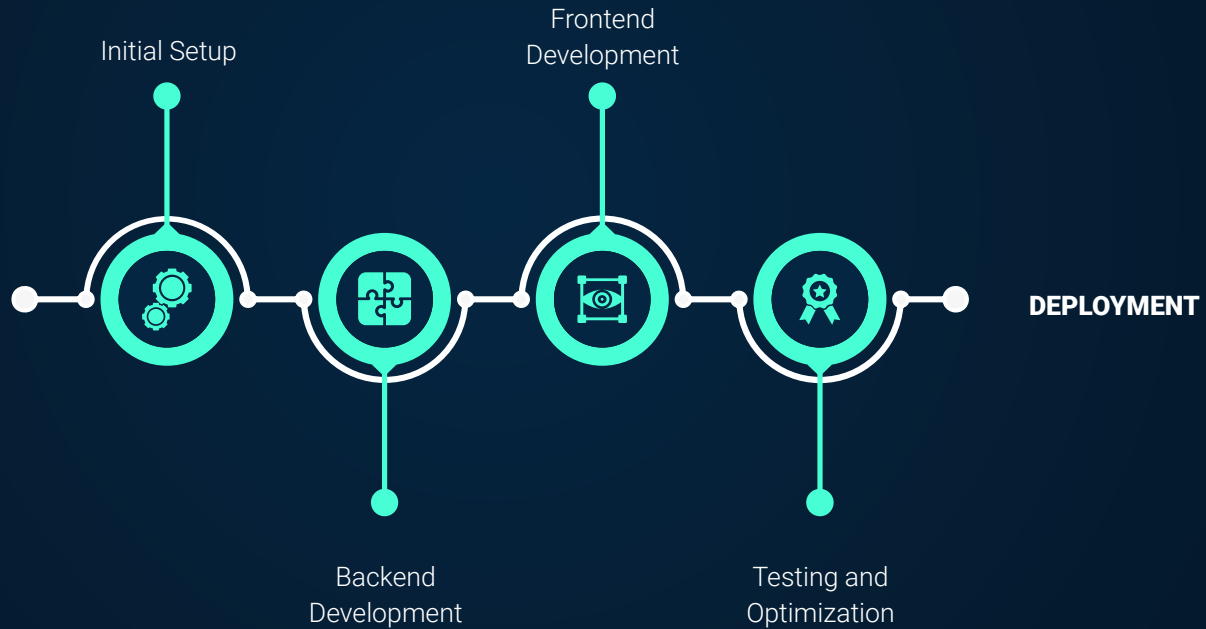 Initial Setup
Backend
Development
Frontend
Development
Testing and
Optimization
DEPLOYMENT